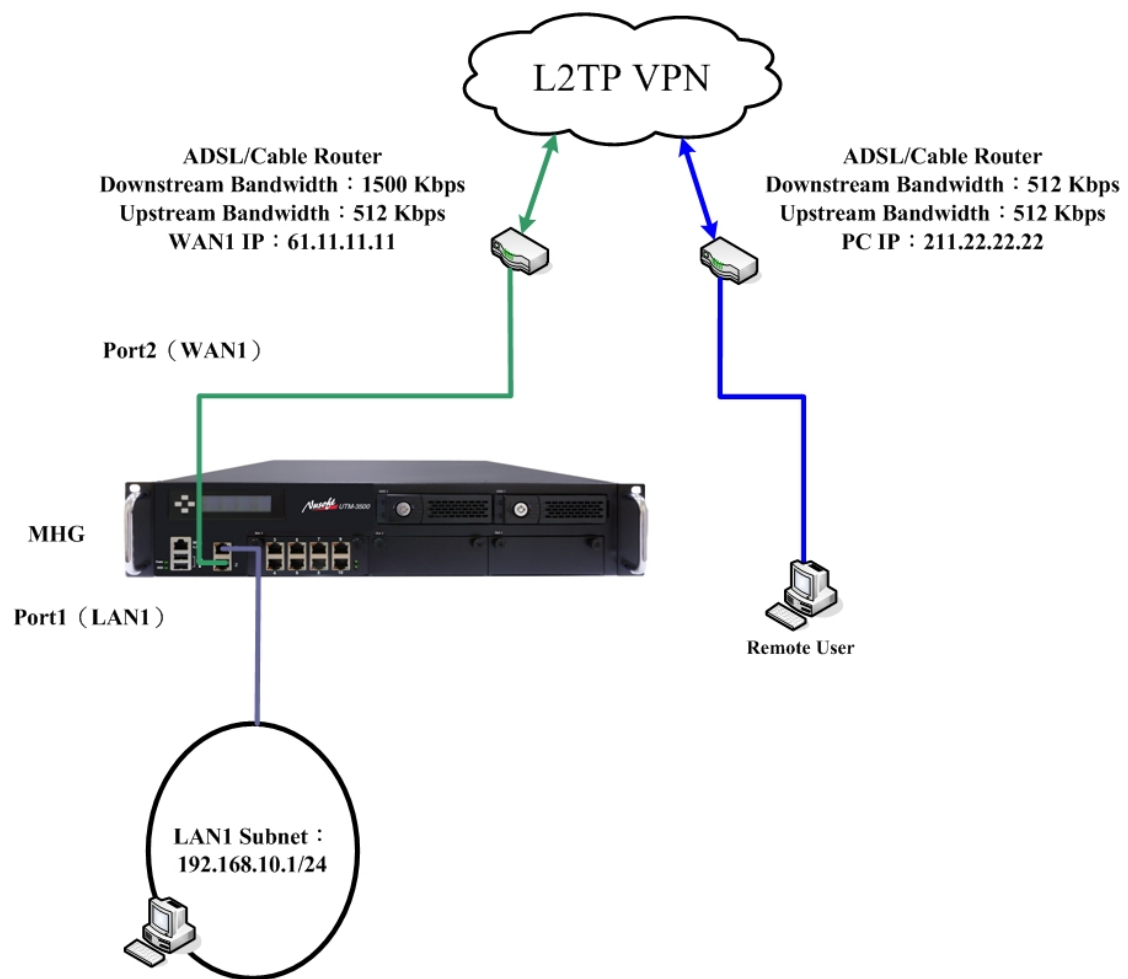 L2TP VPN
ADSL/Cable Router
Downstream Bandwidth：1500 Kbps
Upstream Bandwidth：512 Kbps
WAN1 IP：61.11.11.11
ADSL/Cable Router
Downstream Bandwidth：512 Kbps
Upstream Bandwidth：512 Kbps
PC IP：211.22.22.22
Port2（WAN1）
Nusoft UTM-3500
MHG
Port1（LAN1）
Remote User
LAN1 Subnet：
192.168.10.1/24